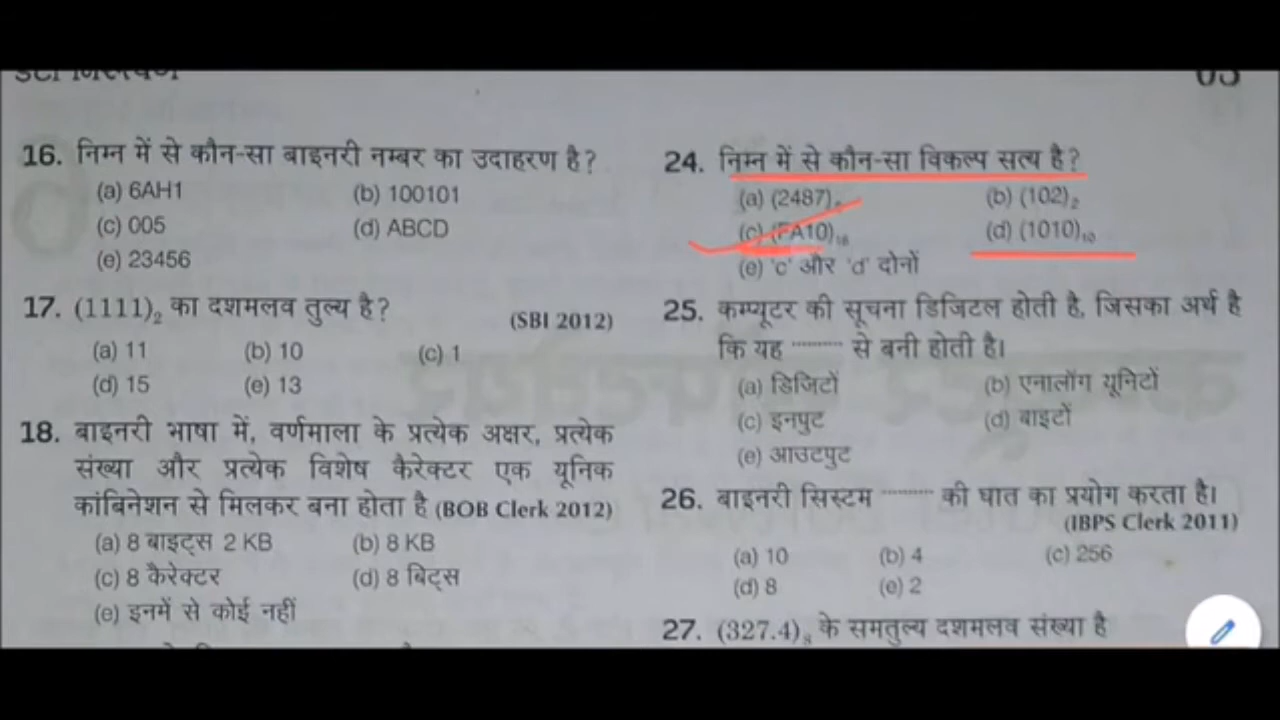 16. निम्न में से कौन-सा बाइनरी नम्बर का उदाहरण है?
(a) 6AH1 (b) 100101
(c) 005 (d) ABCD
(e) 23456
17. (1111)₂ का दशमलव तुल्य है?
(SBI 2012)
(a) 11 (b) 10 (c) 1
(d) 15 (e) 13
18. बाइनरी भाषा में, वर्णमाला के प्रत्येक अक्षर, प्रत्येक
संख्या और प्रत्येक विशेष कैरेक्टर एक यूनिक
कांबिनेशन से मिलकर बना होता है (BOB Clerk 2012)
(a) 8 बाइट्स 2 KB (b) 8 KB
(c) 8 कैरेक्टर (d) 8 बिट्स
(e) इनमें से कोई नहीं
24. निम्न में से कौन-सा विकल्प सत्य है?
(a) (2487) (b) (102)₂
(c) (FA10)₁₆ (d) (1010)₁₀
(e) 'c' और 'd' दोनों
25. कम्प्यूटर की सूचना डिजिटल होती है, जिसका अर्थ है
कि यह ......... से बनी होती है।
(a) डिजिटों (b) एनालॉग यूनिटों
(c) इनपुट (d) बाइटों
(e) आउटपुट
26. बाइनरी सिस्टम ......... की घात का प्रयोग करता है।
(IBPS Clerk 2011)
(a) 10 (b) 4 (c) 256
(d) 8 (e) 2
27. (327.4)₈ के समतुल्य दशमलव संख्या है